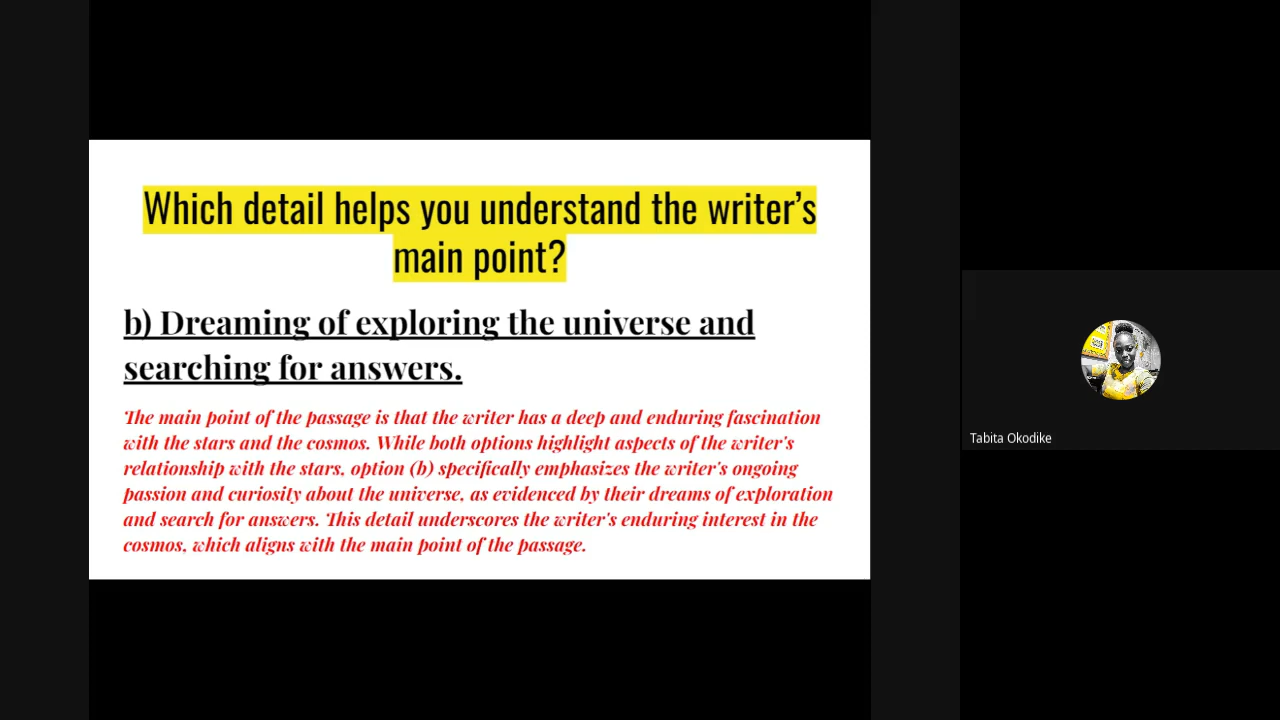 Which detail helps you understand the writer’s
main point?
b) Dreaming of exploring the universe and
searching for answers.
The main point of the passage is that the writer has a deep and enduring fascination
with the stars and the cosmos. While both options highlight aspects of the writer's
relationship with the stars, option (b) specifically emphasizes the writer's ongoing
passion and curiosity about the universe, as evidenced by their dreams of exploration
and search for answers. This detail underscores the writer's enduring interest in the
cosmos, which aligns with the main point of the passage.
Tabita Okodike